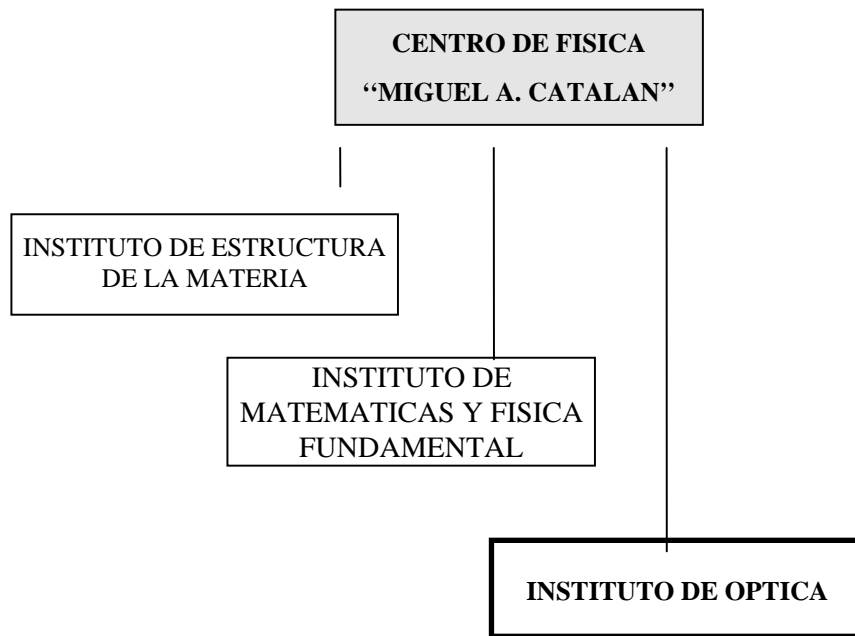 CENTRO DE FISICA
“MIGUEL A. CATALAN”
INSTITUTO DE ESTRUCTURA
DE LA MATERIA
INSTITUTO DE
MATEMATICAS Y FISICA
FUNDAMENTAL
INSTITUTO DE OPTICA